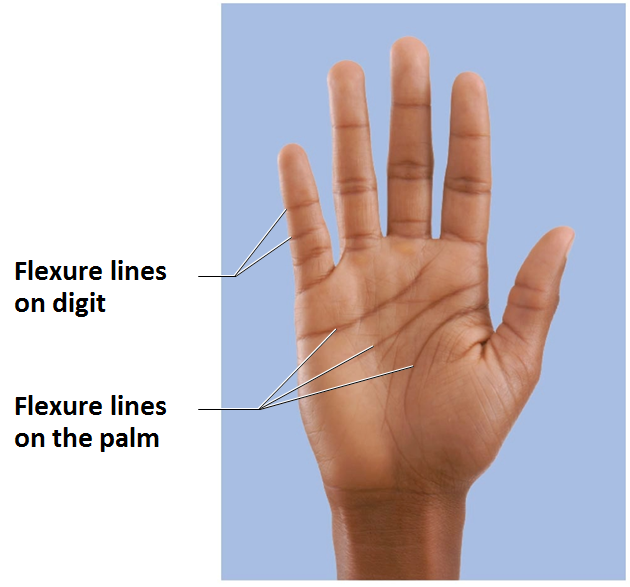 Flexure lines
on digit
Flexure lines
on the palm